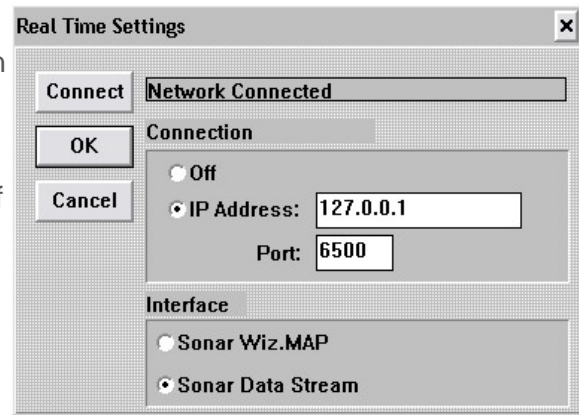 Real Time Settings
Connect
Network Connected
OK
Cancel
Connection
Off
IP Address: 127.0.0.1
Port: 6500
Interface
Sonar Wiz.MAP
Sonar Data Stream